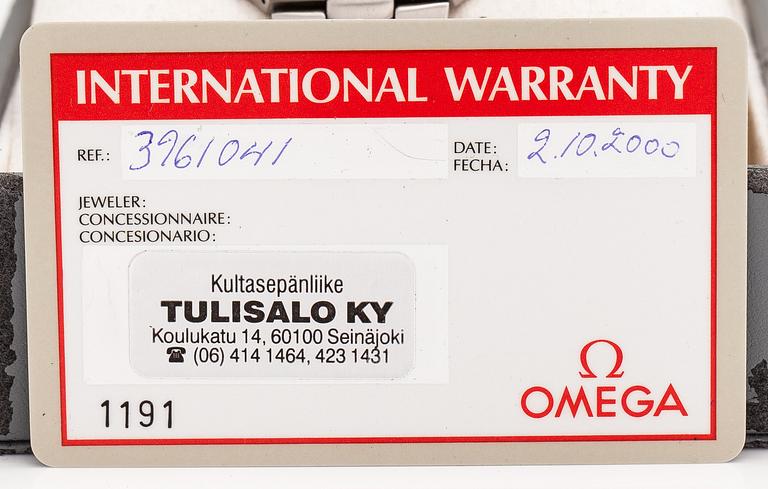 INTERNATIONAL WARRANTY
REF.: 3961041
DATE: 2.10.2000
FECHA:
JEWELER:
CONCESSIONNAIRE:
CONCESIONARIO:
Kultasepänliike
TULISALO KY
Koulukatu 14, 60100 Seinäjoki
☎ (06) 414 1464, 423 1431
1191
Ω
OMEGA